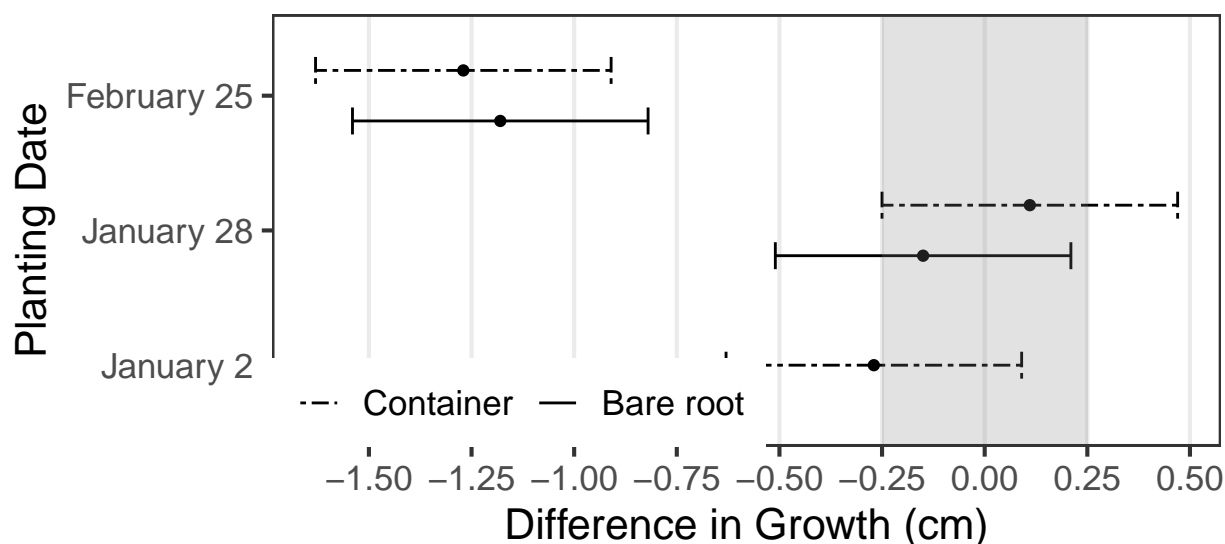 Planting Date
February 25
January 28
January 2
Container
Bare root
−1.50 −1.25 −1.00 −0.75 −0.50 −0.25 0.00 0.25 0.50
Difference in Growth (cm)